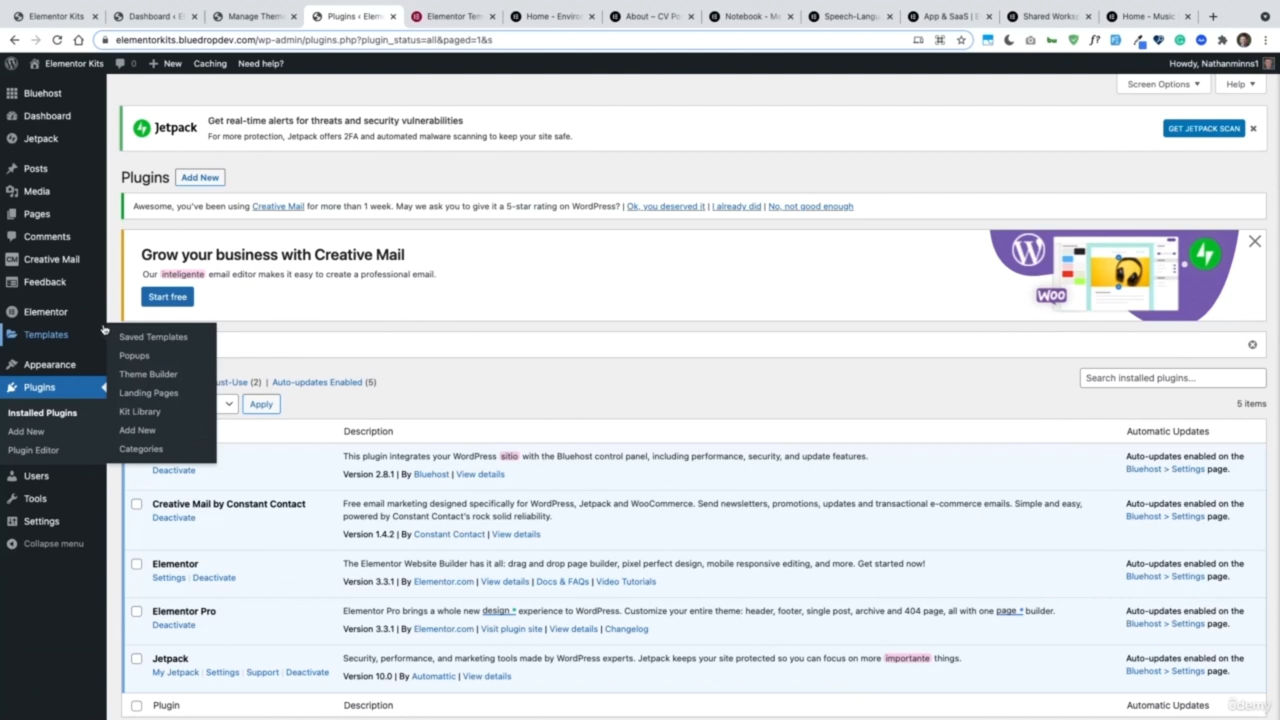 Elementor Kits
Dashboard ‹ E
Manage Them
Plugins ‹ Elem
Elementor Tem
Home - Enviro
About – CV Po
Notebook - M
Speech-Langu
App & SaaS | E
Shared Works
Home - Music
elementorkits.bluedropdev.com/wp-admin/plugins.php?plugin_status=all&paged=1&s
Elementor Kits
0
New
Caching
Need help?
Howdy, Nathanminns1
Bluehost
Dashboard
Jetpack
Posts
Media
Pages
Comments
Creative Mail
Feedback
Elementor
Templates
Appearance
Plugins
Installed Plugins
Add New
Plugin Editor
Users
Tools
Settings
Collapse menu
Saved Templates
Popups
Theme Builder
Landing Pages
Kit Library
Add New
Categories
Screen Options
Help
Jetpack
Get real-time alerts for threats and security vulnerabilities
For more protection, Jetpack offers 2FA and automated malware scanning to keep your site safe.
GET JETPACK SCAN
Plugins
Add New
Awesome, you've been using Creative Mail for more than 1 week. May we ask you to give it a 5-star rating on WordPress? | Ok, you deserved it | I already did | No, not good enough
Grow your business with Creative Mail
Our inteligente email editor makes it easy to create a professional email.
Start free
Woo
ust-Use (2) | Auto-updates Enabled (5)
Search installed plugins...
Apply
5 items
Description
Automatic Updates
Deactivate
This plugin integrates your WordPress sitio with the Bluehost control panel, including performance, security, and update features.
Version 2.8.1 | By Bluehost | View details
Auto-updates enabled on the
Bluehost > Settings page.
Creative Mail by Constant Contact
Deactivate
Free email marketing designed specifically for WordPress, Jetpack and WooCommerce. Send newsletters, promotions, updates and transactional e-commerce emails. Simple and easy,
powered by Constant Contact's rock solid reliability.
Version 1.4.2 | By Constant Contact | View details
Auto-updates enabled on the
Bluehost > Settings page.
Elementor
Settings | Deactivate
The Elementor Website Builder has it all: drag and drop page builder, pixel perfect design, mobile responsive editing, and more. Get started now!
Version 3.3.1 | By Elementor.com | View details | Docs & FAQs | Video Tutorials
Auto-updates enabled on the
Bluehost > Settings page.
Elementor Pro
Deactivate
Elementor Pro brings a whole new design experience to WordPress. Customize your entire theme: header, footer, single post, archive and 404 page, all with one page builder.
Version 3.3.1 | By Elementor.com | Visit plugin site | View details | Changelog
Auto-updates enabled on the
Bluehost > Settings page.
Jetpack
My Jetpack | Settings | Support | Deactivate
Security, performance, and marketing tools made by WordPress experts. Jetpack keeps your site protected so you can focus on more importante things.
Version 10.0 | By Automattic | View details
Auto-updates enabled on the
Bluehost > Settings page.
Plugin
Description
Automatic Updates
ûdemy